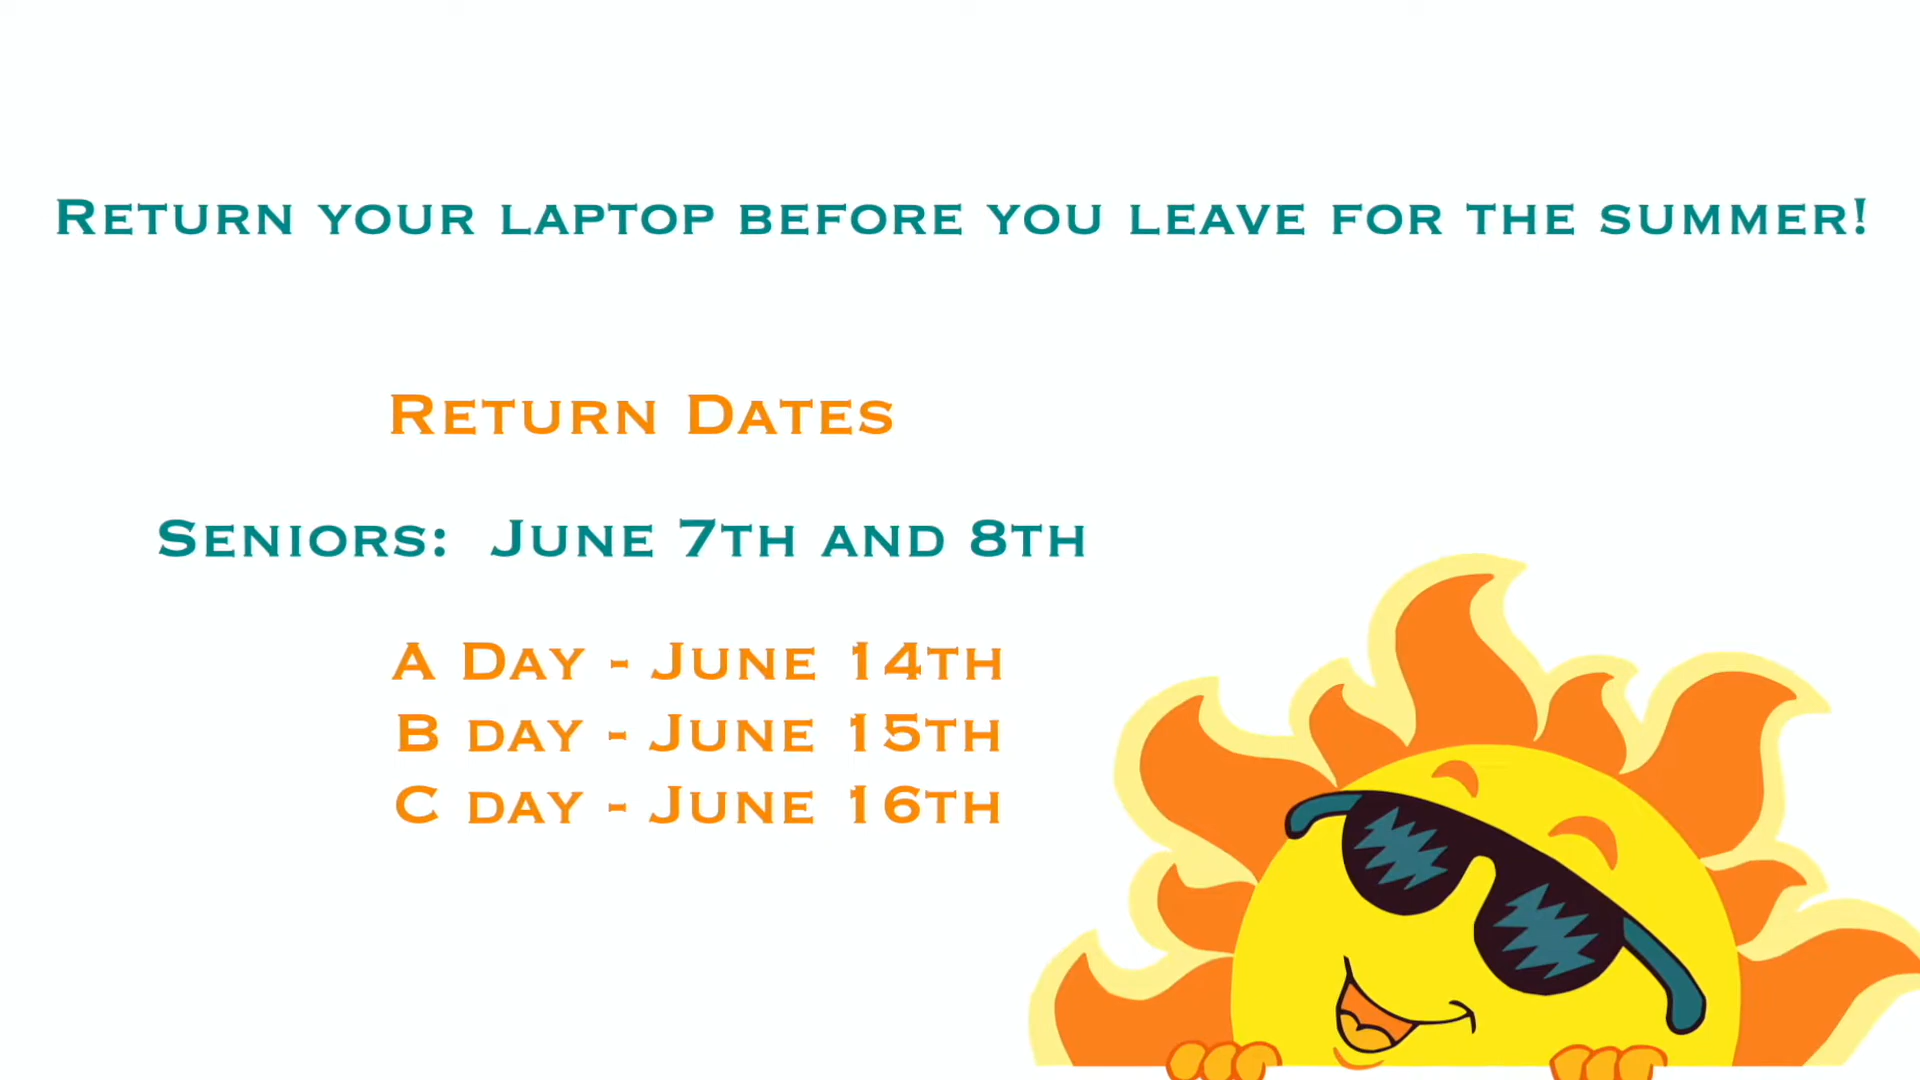 Return your laptop before you leave for the summer!
Return Dates
Seniors: June 7th and 8th
A Day - June 14th
B day - June 15th
C day - June 16th